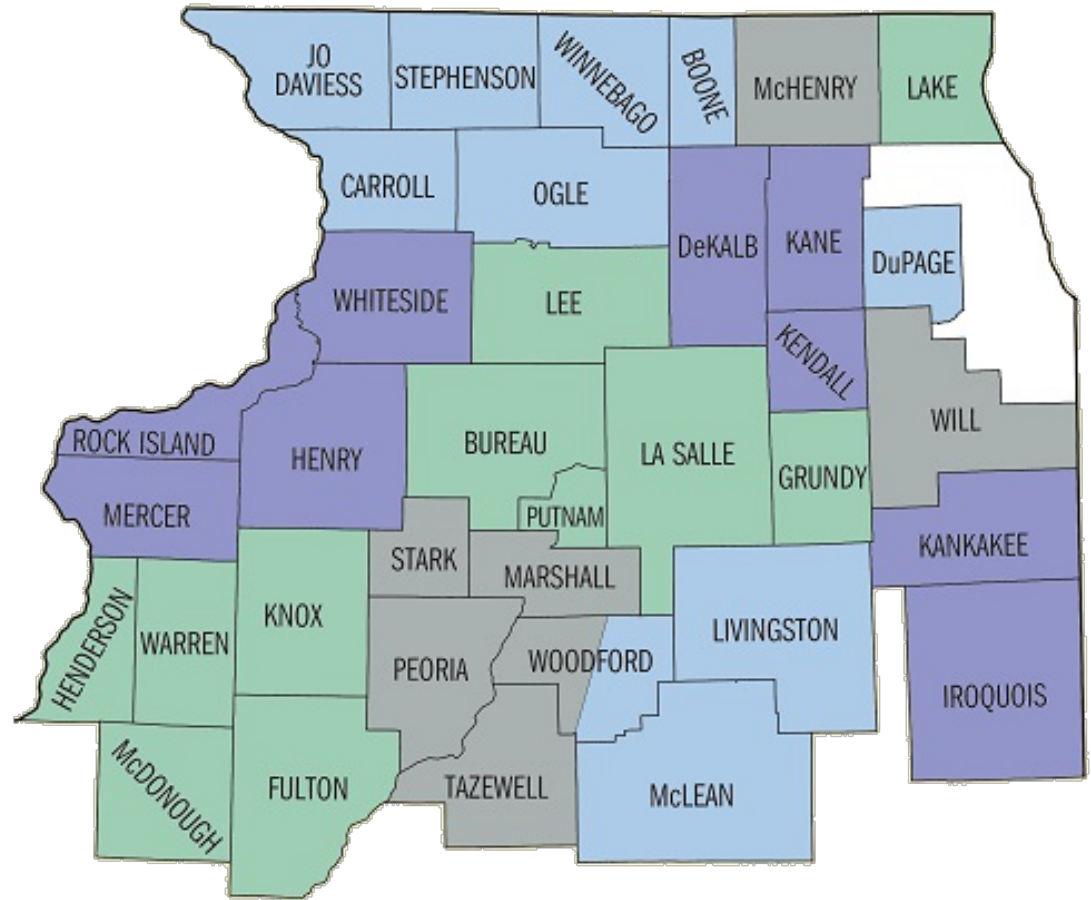 JO
DAVIESS
STEPHENSON
WINNEBAGO
BOONE
McHENRY
LAKE
CARROLL
OGLE
DeKALB
KANE
DuPAGE
WHITESIDE
LEE
KENDALL
ROCK ISLAND
HENRY
BUREAU
LA SALLE
GRUNDY
WILL
MERCER
PUTNAM
KANKAKEE
STARK
MARSHALL
HENDERSON
WARREN
KNOX
PEORIA
WOODFORD
LIVINGSTON
IROQUOIS
McDONOUGH
FULTON
TAZEWELL
McLEAN